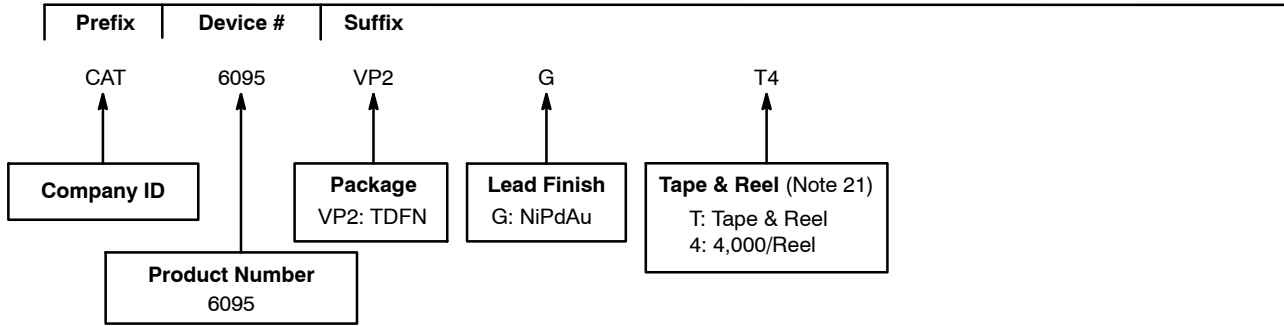 Prefix Device # Suffix
CAT 6095 VP2 G T4
Company ID
Package
VP2: TDFN
Lead Finish
G: NiPdAu
Tape & Reel (Note 21)
T: Tape & Reel
4: 4,000/Reel
Product Number
6095